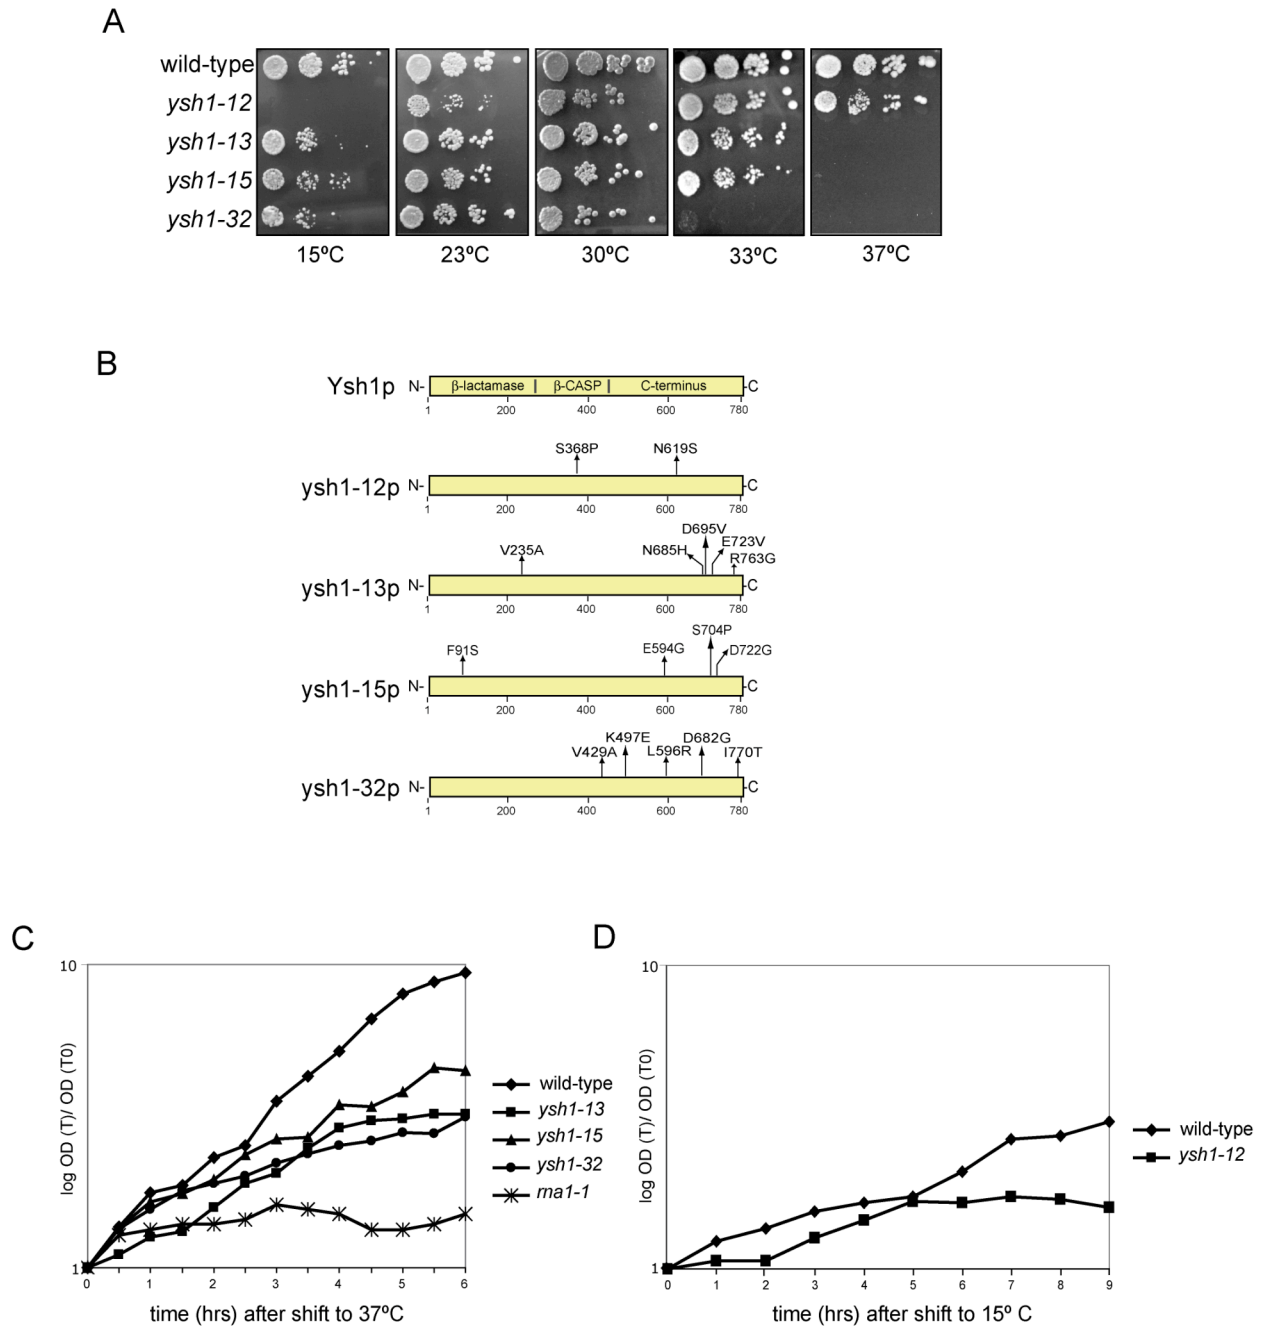 A
wild-type
ysh1-12
ysh1-13
ysh1-15
ysh1-32
15ºC 23ºC 30ºC 33ºC 37ºC
B
Ysh1p N- β-lactamase | β-CASP | C-terminus -C
1 200 400 600 780
S368P N619S
ysh1-12p N- -C
1 200 400 600 780
D695V
V235A N685H E723V
R763G
ysh1-13p N- -C
1 200 400 600 780
S704P
F91S E594G D722G
ysh1-15p N- -C
1 200 400 600 780
K497E D682G
V429A L596R I770T
ysh1-32p N- -C
1 200 400 600 780
C
10
log OD (T)/ OD (T0)
1
0 1 2 3 4 5 6
time (hrs) after shift to 37ºC
wild-type
ysh1-13
ysh1-15
ysh1-32
rna1-1
D
10
log OD (T)/ OD (T0)
1
0 1 2 3 4 5 6 7 8 9
time (hrs) after shift to 15º C
wild-type
ysh1-12